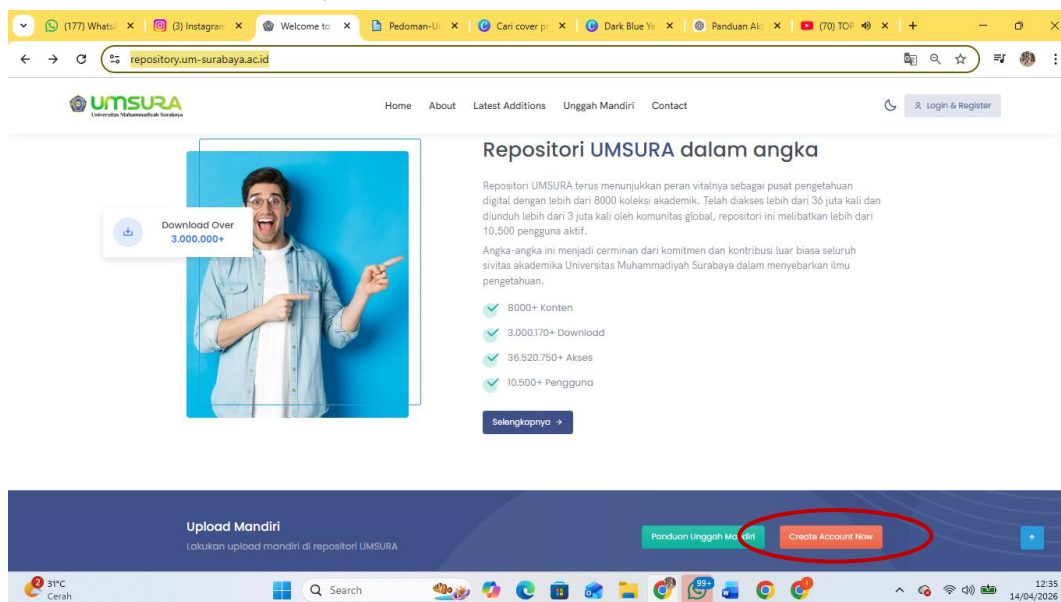 (177) Whats
(3) Instagran
Welcome to
Pedoman-Un
Cari cover p
Dark Blue Ye
Panduan Ak
(70) TOP
repository.um-surabaya.ac.id
UMSURA
Universitas Muhammadiyah Surabaya
Home About Latest Additions Unggah Mandiri Contact
Login & Register
Repositori UMSURA dalam angka
Repositori UMSURA terus menunjukkan peran vitalnya sebagai pusat pengetahuan
digital dengan lebih dari 8000 koleksi akademik. Telah diakses lebih dari 36 juta kali dan
diunduh lebih dari 3 juta kali oleh komunitas global, repositori ini melibatkan lebih dari
10.500 pengguna aktif.
Angka-angka ini menjadi cerminan dari komitmen dan kontribusi luar biasa seluruh
sivitas akademika Universitas Muhammadiyah Surabaya dalam menyebarkan ilmu
pengetahuan.
Download Over
3.000.000+
8000+ Konten
3.000.170+ Download
36.520.750+ Akses
10.500+ Pengguna
Selengkapnya →
Upload Mandiri
Lakukan upload mandiri di repositori UMSURA
Panduan Unggah Mandiri
Create Account Now
2
31°C
Cerah
Search
99+
12:35
14/04/2026